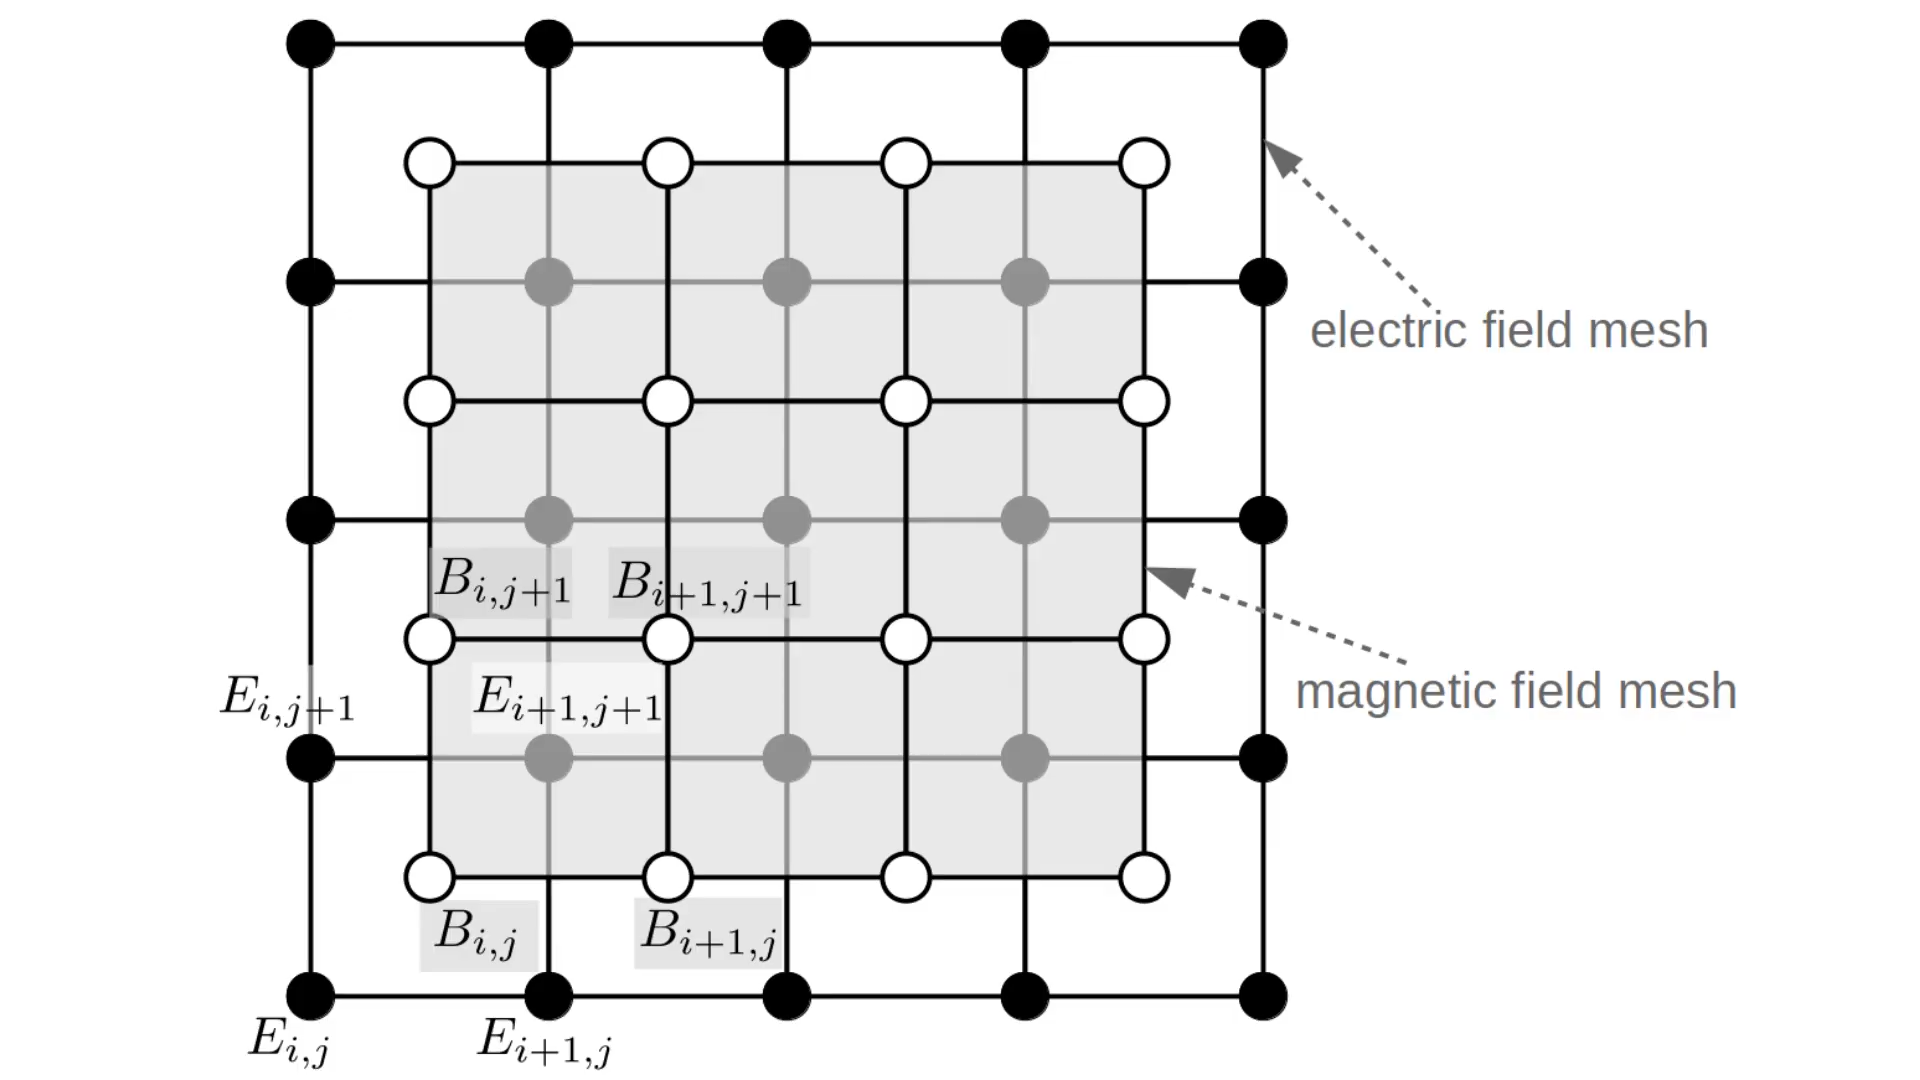 electric field mesh
B_{i,j+1}
B_{i+1,j+1}
E_{i,j+1}
E_{i+1,j+1}
magnetic field mesh
B_{i,j}
B_{i+1,j}
E_{i,j}
E_{i+1,j}